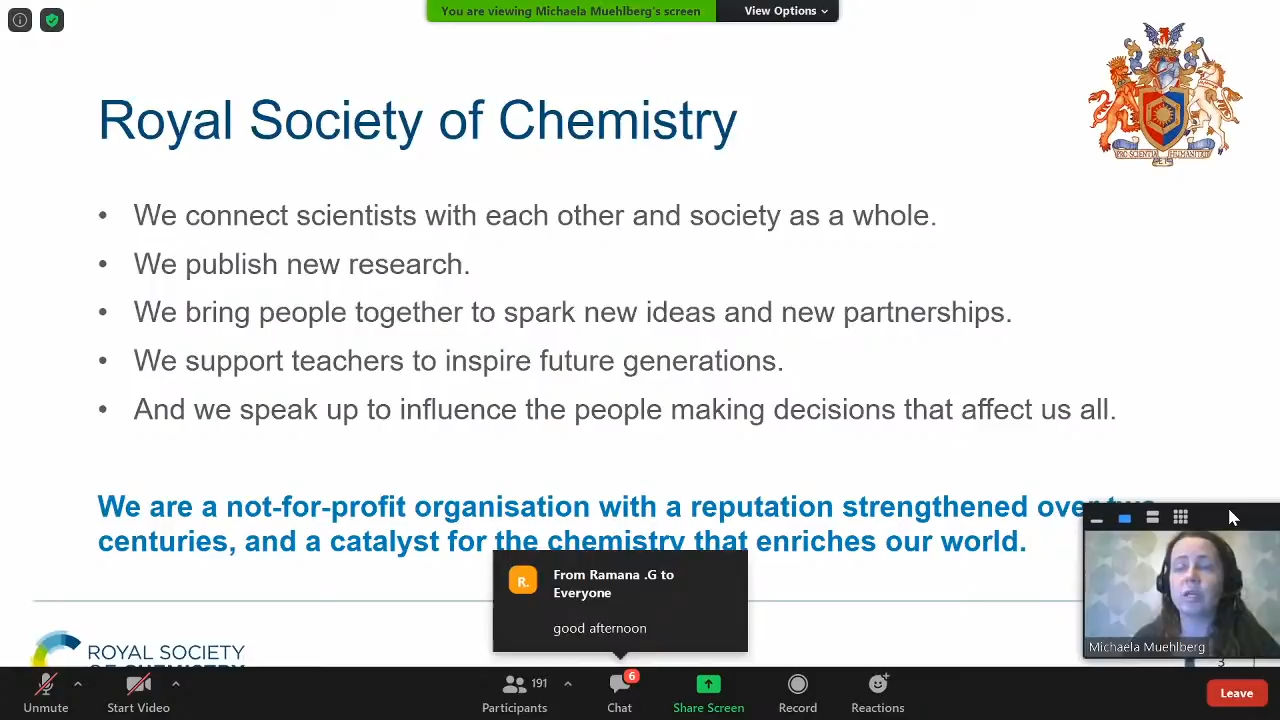 You are viewing Michaela Muehlberg's screen
View Options
Royal Society of Chemistry
PRO SCIENTIA
HUMANITATE
• We connect scientists with each other and society as a whole.
• We publish new research.
• We bring people together to spark new ideas and new partnerships.
• We support teachers to inspire future generations.
• And we speak up to influence the people making decisions that affect us all.
We are a not-for-profit organisation with a reputation strengthened over two
centuries, and a catalyst for the chemistry that enriches our world.
R.
From Ramana .G to
Everyone
good afternoon
Michaela Muehlberg
ROYAL SOCIETY
OF CHEMISTRY
3
Unmute
Start Video
191
Participants
6
Chat
Share Screen
Record
Reactions
Leave